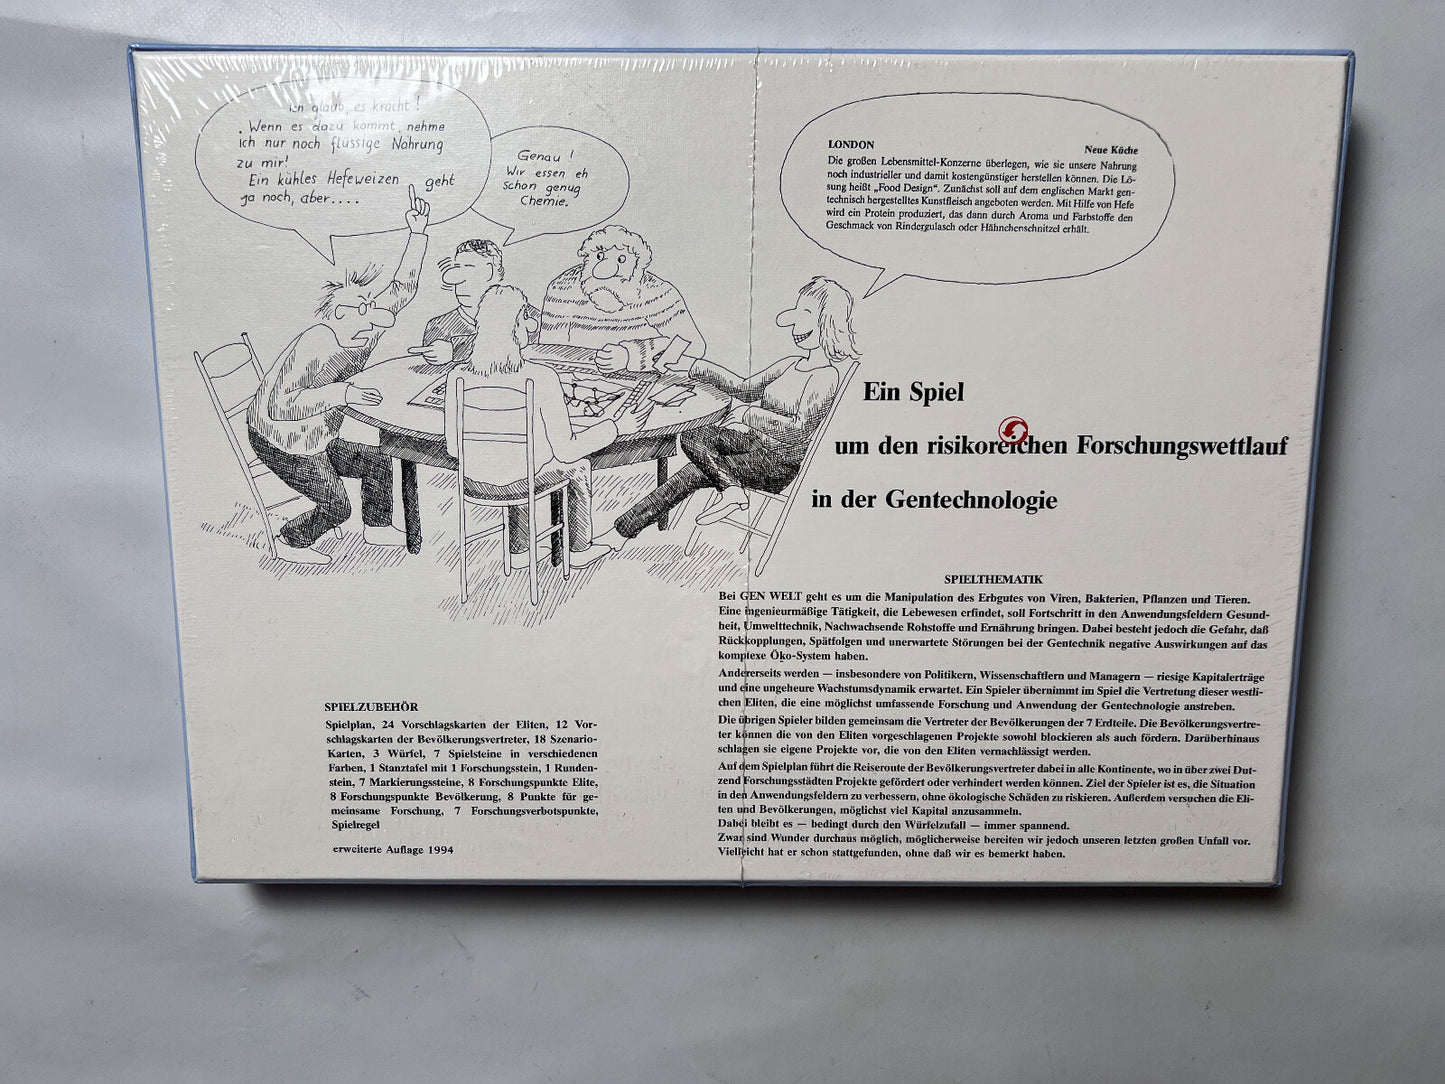 Ich glaub, es kracht!
Wenn es dazu kommt, nehme
ich nur noch flüssige Nahrung
zu mir!
Ein kühles Hefeweizen geht
ja noch, aber....
Genau!
Wir essen eh
schon genug
Chemie.
LONDON Neue Küche
Die großen Lebensmittel-Konzerne überlegen, wie sie unsere Nahrung
noch industrieller und damit kostengünstiger herstellen können. Die Lö-
sung heißt „Food Design“. Zunächst soll auf dem englischen Markt gen-
technisch hergestelltes Kunstfleisch angeboten werden. Mit Hilfe von Hefe
wird ein Protein produziert, das dann durch Aroma und Farbstoffe den
Geschmack von Rindergulasch oder Hähnchenschnitzel erhält.
Ein Spiel
um den risikoreichen Forschungswettlauf
in der Gentechnologie
SPIELTHEMATIK
Bei GEN WELT geht es um die Manipulation des Erbgutes von Viren, Bakterien, Pflanzen und Tieren.
Eine ingenieurmäßige Tätigkeit, die Lebewesen erfindet, soll Fortschritt in den Anwendungsfeldern Gesund-
heit, Umwelttechnik, Nachwachsende Rohstoffe und Ernährung bringen. Dabei besteht jedoch die Gefahr, daß
Rückkopplungen, Spätfolgen und unerwartete Störungen bei der Gentechnik negative Auswirkungen auf das
komplexe Öko-System haben.
Andererseits werden — insbesondere von Politikern, Wissenschaftlern und Managern — riesige Kapitalerträge
und eine ungeheure Wachstumsdynamik erwartet. Ein Spieler übernimmt im Spiel die Vertretung dieser westli-
chen Eliten, die eine möglichst umfassende Forschung und Anwendung der Gentechnologie anstreben.
Die übrigen Spieler bilden gemeinsam die Vertreter der Bevölkerungen der 7 Erdteile. Die Bevölkerungsvertre-
ter können die von den Eliten vorgeschlagenen Projekte sowohl blockieren als auch fördern. Darüberhinaus
schlagen sie eigene Projekte vor, die von den Eliten vernachlässigt werden.
Auf dem Spielplan führt die Reiseroute der Bevölkerungsvertreter dabei in alle Kontinente, wo in über zwei Dut-
zend Forschungsstädten Projekte gefördert oder verhindert werden können. Ziel der Spieler ist es, die Situation
in den Anwendungsfeldern zu verbessern, ohne ökologische Schäden zu riskieren. Außerdem versuchen die Eli-
ten und Bevölkerungen, möglichst viel Kapital anzusammeln.
Dabei bleibt es — bedingt durch den Würfelzufall — immer spannend.
Zwar sind Wunder durchaus möglich, möglicherweise bereiten wir jedoch unseren letzten großen Unfall vor.
Vielleicht hat er schon stattgefunden, ohne daß wir es bemerkt haben.
SPIELZUBEHÖR
Spielplan, 24 Vorschlagskarten der Eliten, 12 Vor-
schlagskarten der Bevölkerungsvertreter, 18 Szenario-
Karten, 3 Würfel, 7 Spielsteine in verschiedenen
Farben, 1 Stanztafel mit 1 Forschungsstein, 1 Runden-
stein, 7 Markierungssteine, 8 Forschungspunkte Elite,
8 Forschungspunkte Bevölkerung, 8 Punkte für ge-
meinsame Forschung, 7 Forschungsverbotspunkte,
Spielregel
erweiterte Auflage 1994